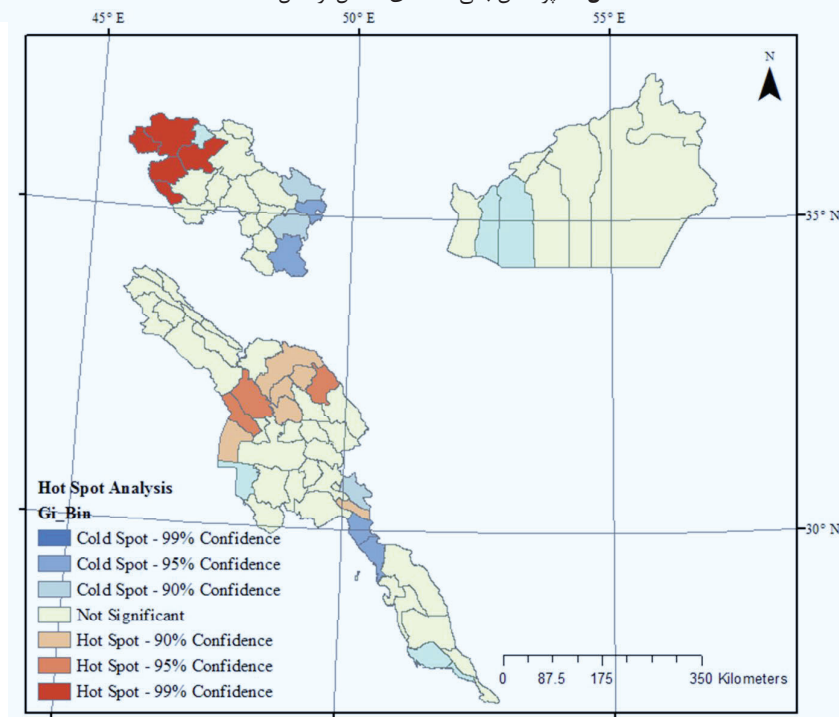 45° E 50° E 55° E
N
35° N
Hot Spot Analysis
Gi_Bin
Cold Spot - 99% Confidence
Cold Spot - 95% Confidence
Cold Spot - 90% Confidence
Not Significant
Hot Spot - 90% Confidence
Hot Spot - 95% Confidence
Hot Spot - 99% Confidence
30° N
0 87.5 175 350 Kilometers